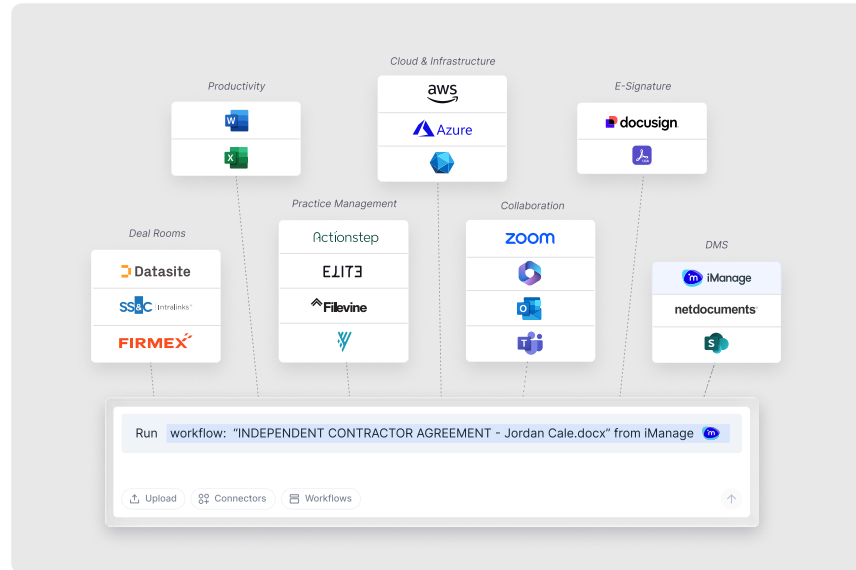 Cloud & Infrastructure
Productivity
E-Signature
aws
Azure
W
X
docusign
Practice Management
Collaboration
Deal Rooms
DMS
Actionstep
ELITE
Filevine
zoom
O
T
Datasite
SS&C Intralinks
FIRMEX
iManage
netdocuments
S
Run workflow: “INDEPENDENT CONTRACTOR AGREEMENT - Jordan Cale.docx” from iManage m
Upload Connectors Workflows